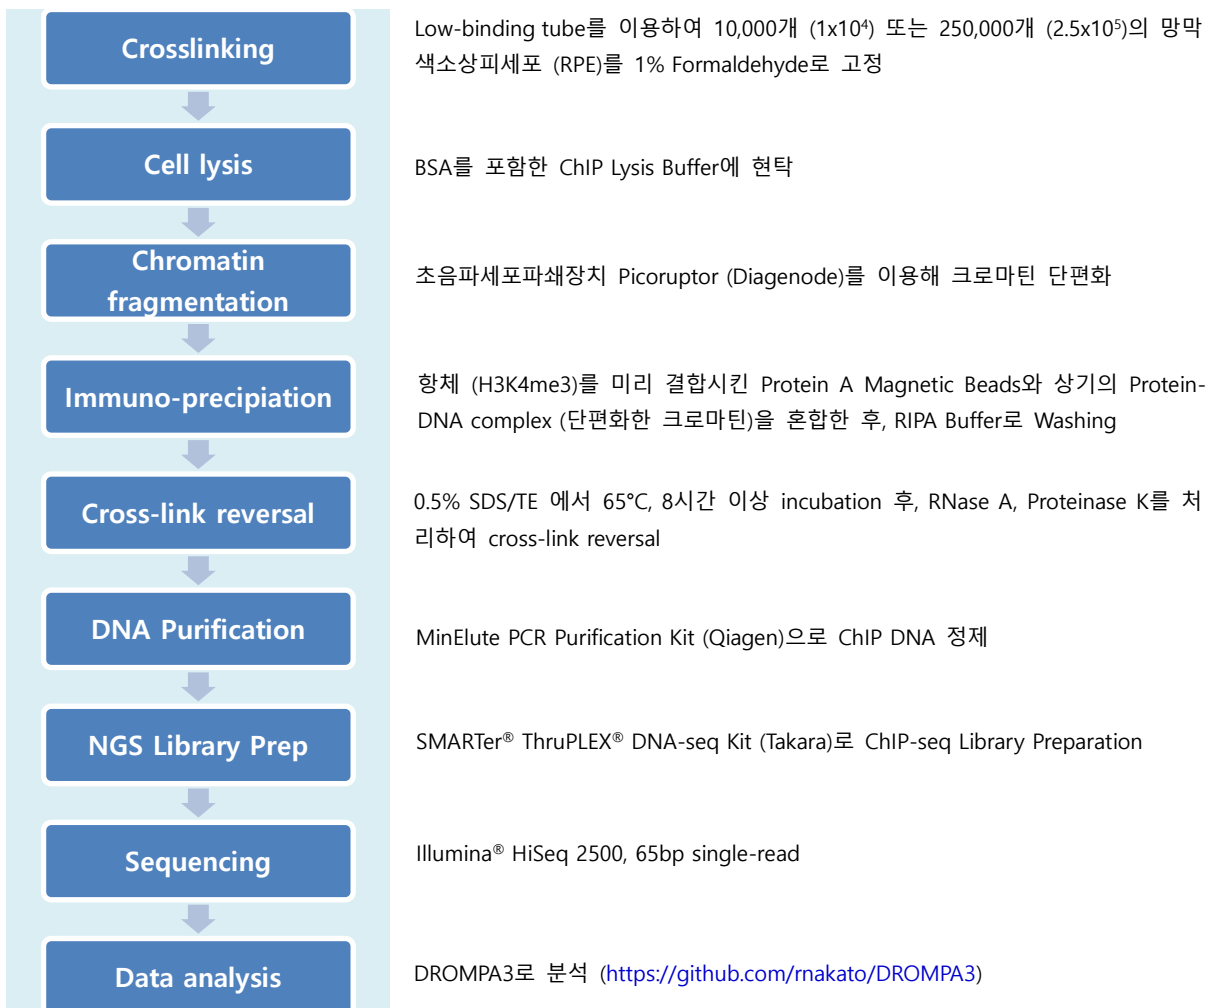 Crosslinking
Low-binding tube를 이용하여 10,000개 (1x10⁴) 또는 250,000개 (2.5x10⁵)의 망막
색소상피세포 (RPE)를 1% Formaldehyde로 고정
Cell lysis
BSA를 포함한 ChIP Lysis Buffer에 현탁
Chromatin
fragmentation
초음파세포파쇄장치 Picoruptor (Diagenode)를 이용해 크로마틴 단편화
Immuno-precipiation
항체 (H3K4me3)를 미리 결합시킨 Protein A Magnetic Beads와 상기의 Protein-
DNA complex (단편화한 크로마틴)을 혼합한 후, RIPA Buffer로 Washing
Cross-link reversal
0.5% SDS/TE 에서 65°C, 8시간 이상 incubation 후, RNase A, Proteinase K를 처
리하여 cross-link reversal
DNA Purification
MinElute PCR Purification Kit (Qiagen)으로 ChIP DNA 정제
NGS Library Prep
SMARTer® ThruPLEX® DNA-seq Kit (Takara)로 ChIP-seq Library Preparation
Sequencing
Illumina® HiSeq 2500, 65bp single-read
Data analysis
DROMPA3로 분석 (https://github.com/rnakato/DROMPA3)